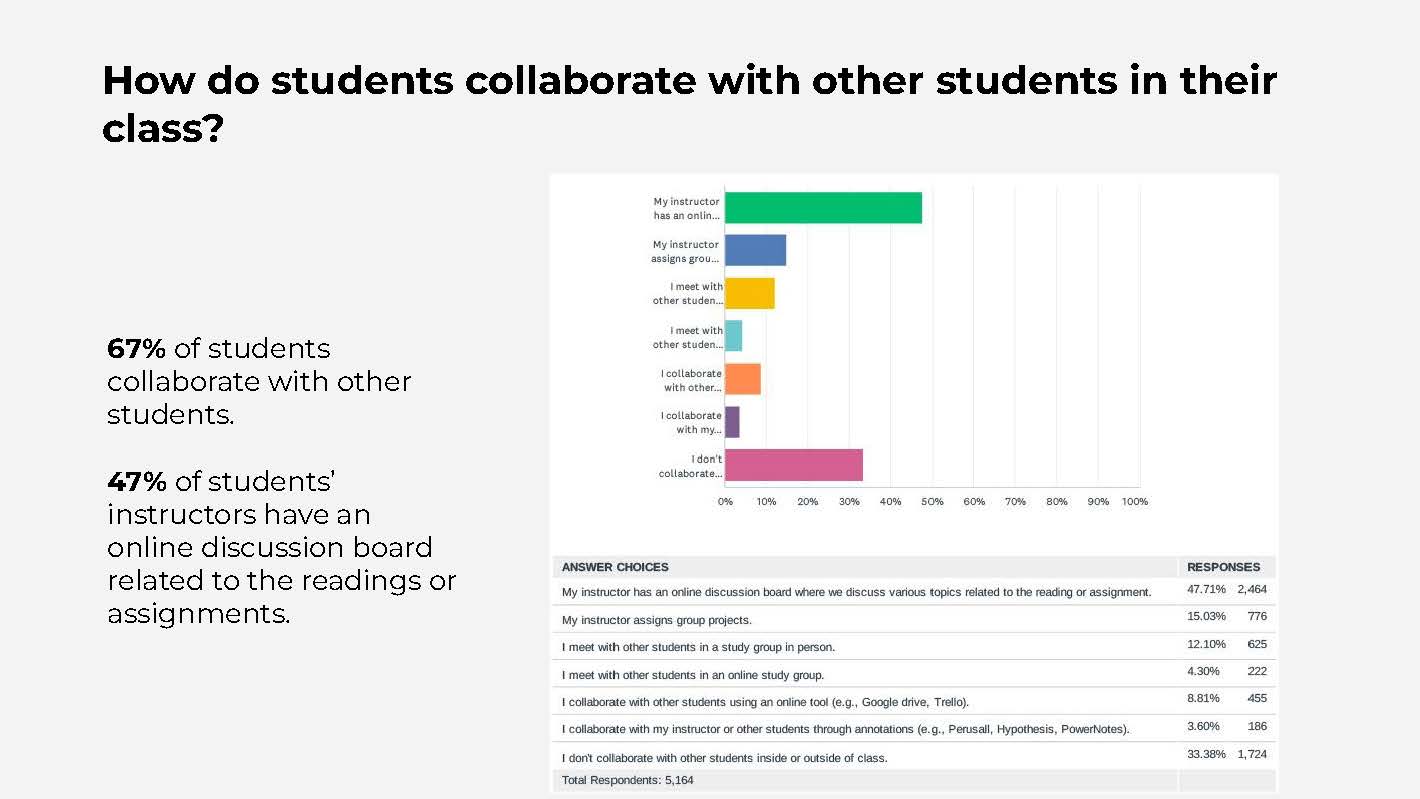 How do students collaborate with other students in their
class?
67% of students
collaborate with other
students.
47% of students’
instructors have an
online discussion board
related to the readings or
assignments.
My instructor
has an onlin...
My instructor
assigns grou...
I meet with
other studen...
I meet with
other studen...
I collaborate
with other...
I collaborate
with my...
I don't
collaborate...
0% 10% 20% 30% 40% 50% 60% 70% 80% 90% 100%
ANSWER CHOICES RESPONSES
My instructor has an online discussion board where we discuss various topics related to the reading or assignment. 47.71% 2,464
My instructor assigns group projects. 15.03% 776
I meet with other students in a study group in person. 12.10% 625
I meet with other students in an online study group. 4.30% 222
I collaborate with other students using an online tool (e.g., Google drive, Trello). 8.81% 455
I collaborate with my instructor or other students through annotations (e.g., Perusall, Hypothesis, PowerNotes). 3.60% 186
I don't collaborate with other students inside or outside of class. 33.38% 1,724
Total Respondents: 5,164